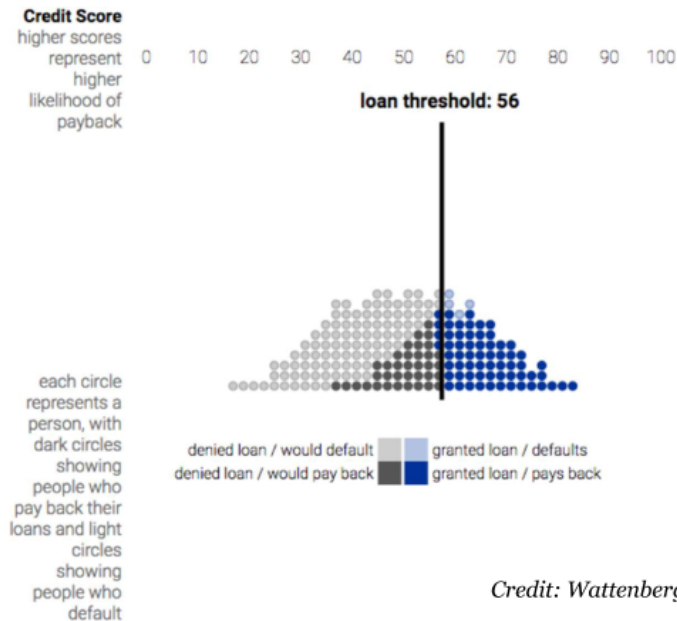 Credit Score
higher scores
represent
higher
likelihood of
payback
0 10 20 30 40 50 60 70 80 90 100
loan threshold: 56
each circle
represents a
person, with
dark circles
showing
people who
pay back their
loans and light
circles
showing
people who
default
denied loan / would default
granted loan / defaults
denied loan / would pay back
granted loan / pays back
Credit: Wattenberg